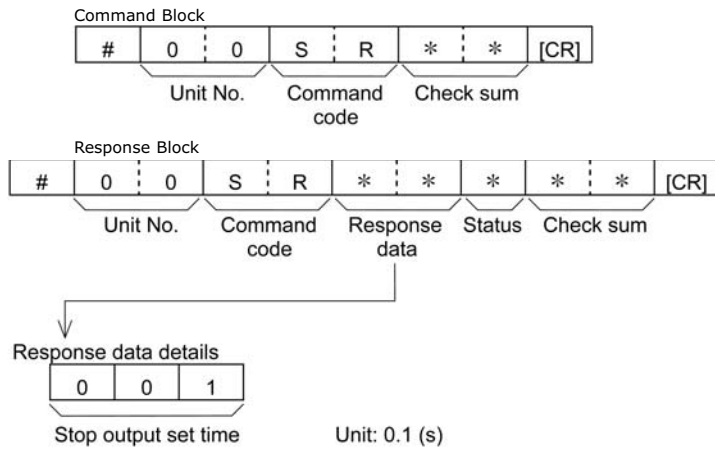 Command Block
# 0 0 S R * * [CR]
Unit No. Command code Check sum
Response Block
# 0 0 S R * * * * * [CR]
Unit No. Command code Response data Status Check sum
Response data details
0 0 1
Stop output set time Unit: 0.1 (s)